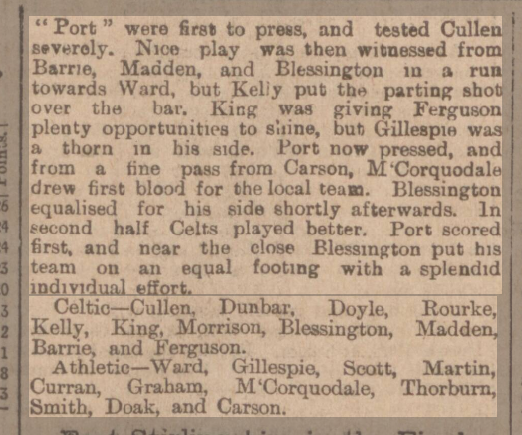 "Port" were first to press, and tested Cullen
severely. Nice play was then witnessed from
Barrie, Madden, and Blessington in a run
towards Ward, but Kelly put the parting shot
over the bar. King was giving Ferguson
plenty opportunities to shine, but Gillespie was
a thorn in his side. Port now pressed, and
from a fine pass from Carson, M'Corquodale
drew first blood for the local team. Blessington
equalised for his side shortly afterwards. In
second half Celts played better. Port scored
first, and near the close Blessington put his
team on an equal footing with a splendid
individual effort.
Celtic—Cullen, Dunbar, Doyle, Rourke,
Kelly, King, Morrison, Blessington, Madden,
Barrie, and Ferguson.
Athletic—Ward, Gillespie, Scott, Martin,
Curran, Graham, M'Corquodale, Thorburn,
Smith, Doak, and Carson.